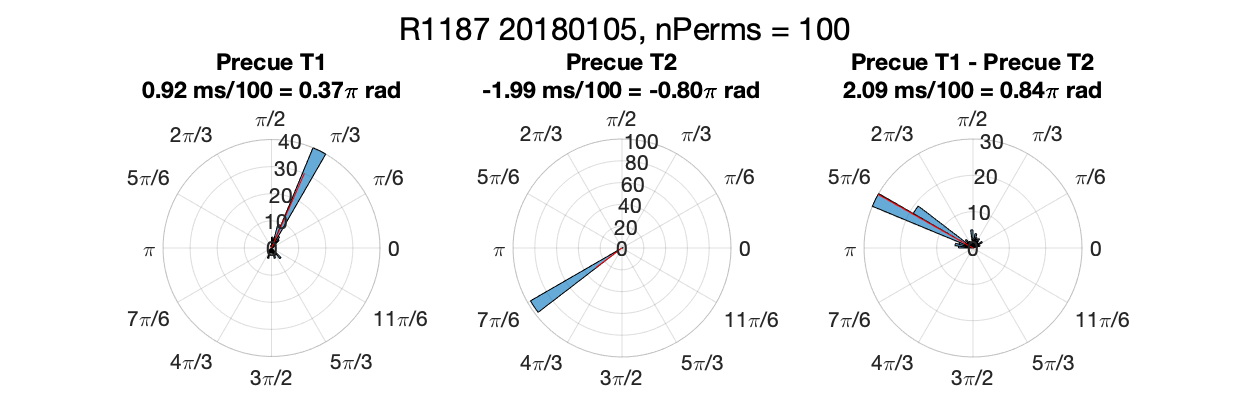 R1187 20180105, nPerms = 100
Precue T1
0.92 ms/100 = 0.37π rad
π/2
2π/3
40
π/3
30
5π/6
π/6
20
10
π
0
0
7π/6
11π/6
4π/3
5π/3
3π/2
Precue T2
-1.99 ms/100 = -0.80π rad
π/2
2π/3
100
π/3
80
5π/6
60
π/6
40
20
π
0
0
7π/6
11π/6
4π/3
5π/3
3π/2
Precue T1 - Precue T2
2.09 ms/100 = 0.84π rad
π/2
2π/3
30
π/3
5π/6
20
π/6
10
π
0
0
7π/6
11π/6
4π/3
5π/3
3π/2